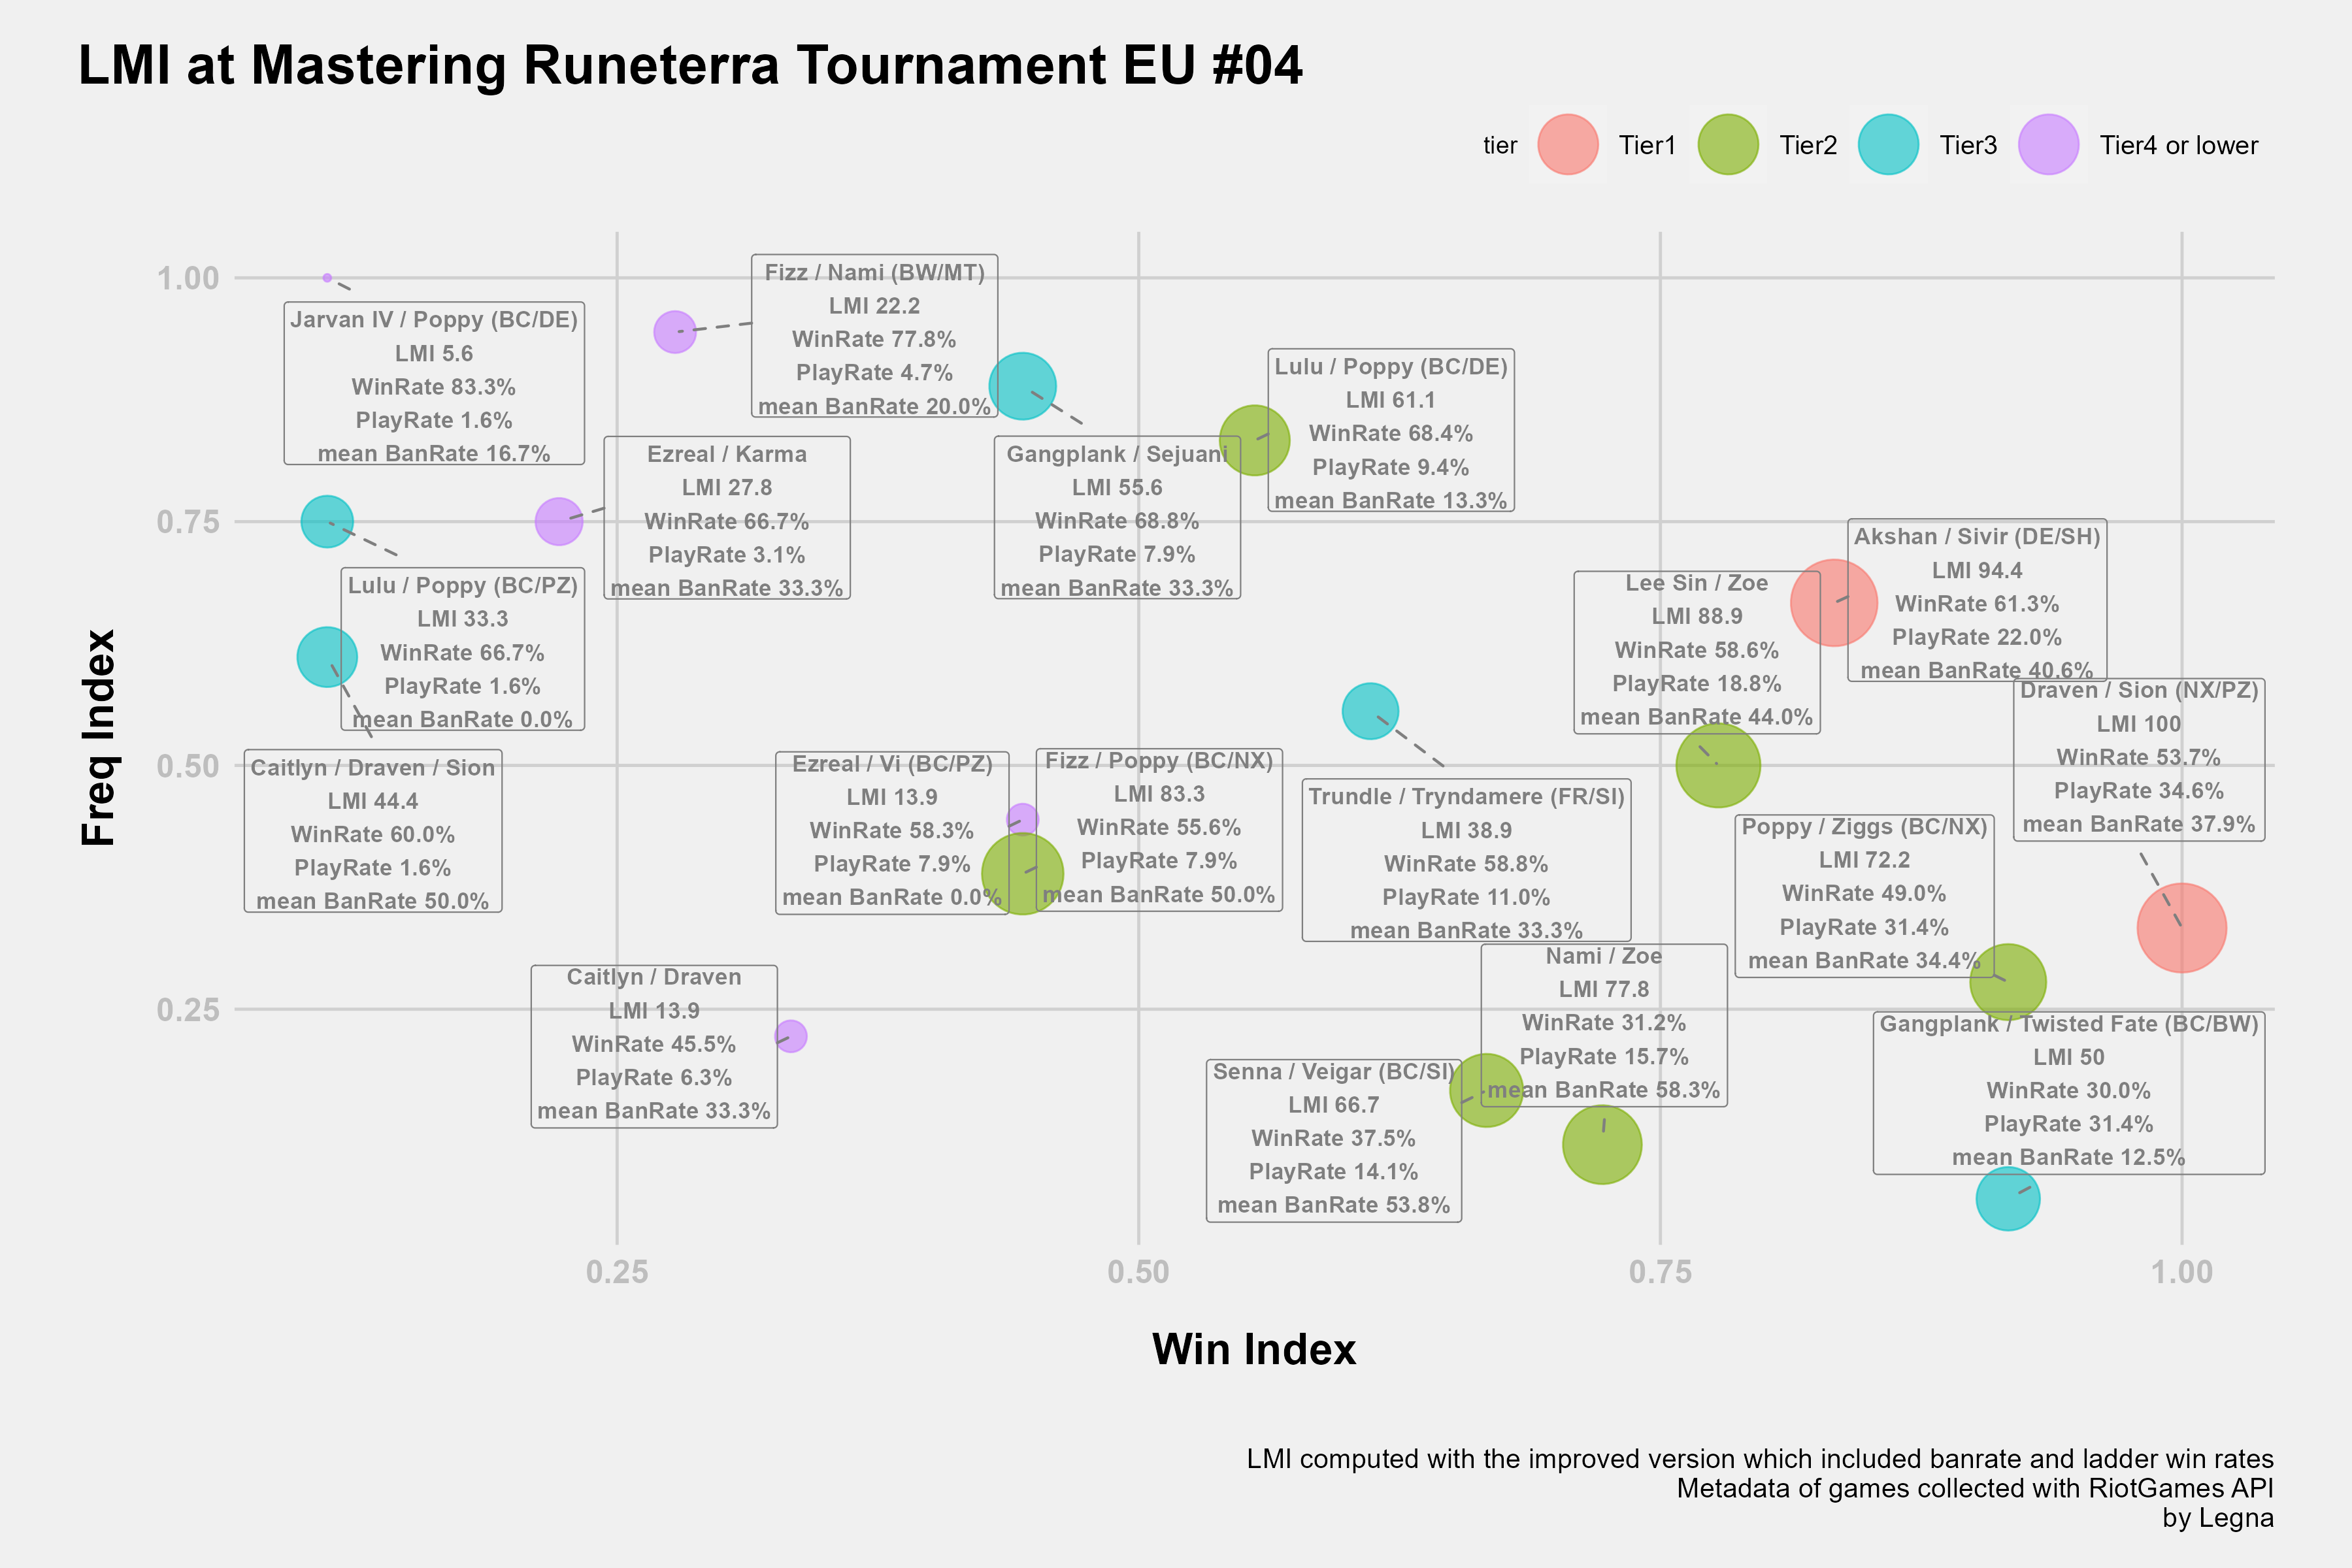 LMI at Mastering Runeterra Tournament EU #04
tier Tier1 Tier2 Tier3 Tier4 or lower
Freq Index
1.00
0.75
0.50
0.25
Jarvan IV / Poppy (BC/DE)
LMI 5.6
WinRate 83.3%
PlayRate 1.6%
mean BanRate 16.7%
Fizz / Nami (BW/MT)
LMI 22.2
WinRate 77.8%
PlayRate 4.7%
mean BanRate 20.0%
Lulu / Poppy (BC/DE)
LMI 61.1
WinRate 68.4%
PlayRate 9.4%
mean BanRate 13.3%
Ezreal / Karma
LMI 27.8
WinRate 66.7%
PlayRate 3.1%
mean BanRate 33.3%
Gangplank / Sejuani
LMI 55.6
WinRate 68.8%
PlayRate 7.9%
mean BanRate 33.3%
Akshan / Sivir (DE/SH)
LMI 94.4
WinRate 61.3%
PlayRate 22.0%
mean BanRate 40.6%
Lulu / Poppy (BC/PZ)
LMI 33.3
WinRate 66.7%
PlayRate 1.6%
mean BanRate 0.0%
Lee Sin / Zoe
LMI 88.9
WinRate 58.6%
PlayRate 18.8%
mean BanRate 44.0%
Draven / Sion (NX/PZ)
LMI 100
WinRate 53.7%
PlayRate 34.6%
mean BanRate 37.9%
Caitlyn / Draven / Sion
LMI 44.4
WinRate 60.0%
PlayRate 1.6%
mean BanRate 50.0%
Ezreal / Vi (BC/PZ)
LMI 13.9
WinRate 58.3%
PlayRate 7.9%
mean BanRate 0.0%
Fizz / Poppy (BC/NX)
LMI 83.3
WinRate 55.6%
PlayRate 7.9%
mean BanRate 50.0%
Trundle / Tryndamere (FR/SI)
LMI 38.9
WinRate 58.8%
PlayRate 11.0%
mean BanRate 33.3%
Poppy / Ziggs (BC/NX)
LMI 72.2
WinRate 49.0%
PlayRate 31.4%
mean BanRate 34.4%
Caitlyn / Draven
LMI 13.9
WinRate 45.5%
PlayRate 6.3%
mean BanRate 33.3%
Nami / Zoe
LMI 77.8
WinRate 31.2%
PlayRate 15.7%
mean BanRate 58.3%
Senna / Veigar (BC/SI)
LMI 66.7
WinRate 37.5%
PlayRate 14.1%
mean BanRate 53.8%
Gangplank / Twisted Fate (BC/BW)
LMI 50
WinRate 30.0%
PlayRate 31.4%
mean BanRate 12.5%
0.25 0.50 0.75 1.00
Win Index
LMI computed with the improved version which included banrate and ladder win rates
Metadata of games collected with RiotGames API
by Legna